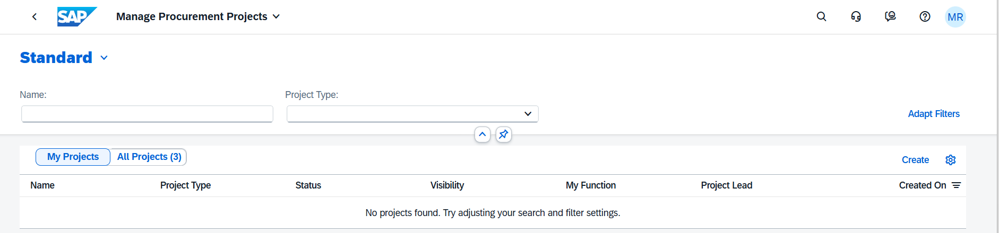 SAP Manage Procurement Projects
MR
Standard
Name: Project Type:
Adapt Filters
My Projects All Projects (3)
Create
Name Project Type Status Visibility My Function Project Lead Created On
No projects found. Try adjusting your search and filter settings.